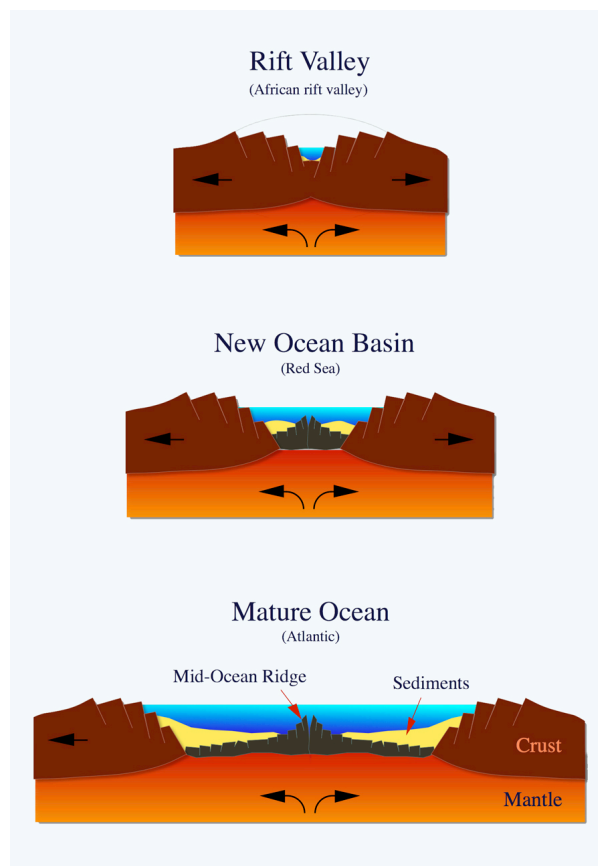 Rift Valley
(African rift valley)
New Ocean Basin
(Red Sea)
Mature Ocean
(Atlantic)
Mid-Ocean Ridge
Sediments
Crust
Mantle